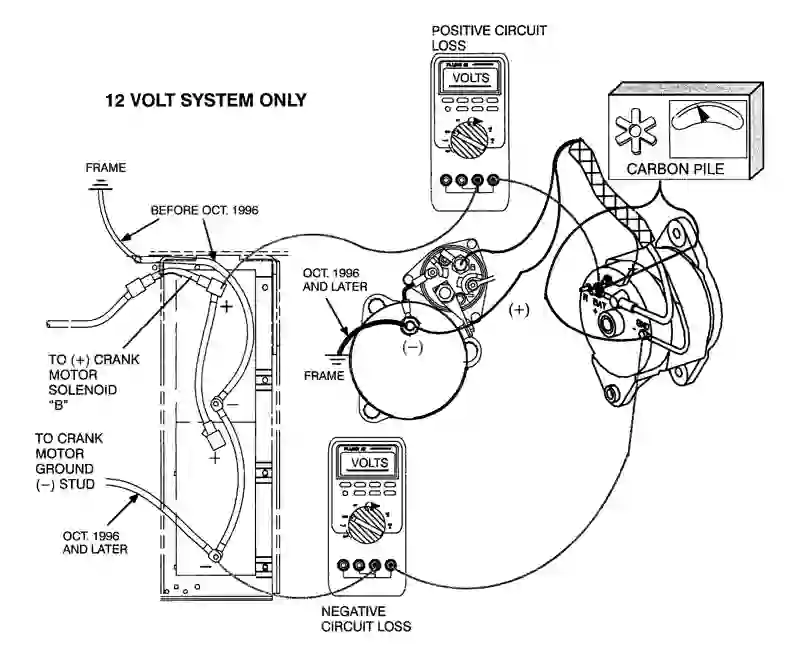 POSITIVE CIRCUIT
LOSS
VOLTS
12 VOLT SYSTEM ONLY
CARBON PILE
FRAME
BEFORE OCT. 1996
OCT. 1996
AND LATER
(+)
+
(−)
FRAME
R
BAT
+
−
TO (+) CRANK
MOTOR
SOLENOID
"B"
−
+
TO CRANK
MOTOR
GROUND
(−) STUD
VOLTS
OCT. 1996
AND LATER
−
NEGATIVE
CIRCUIT LOSS